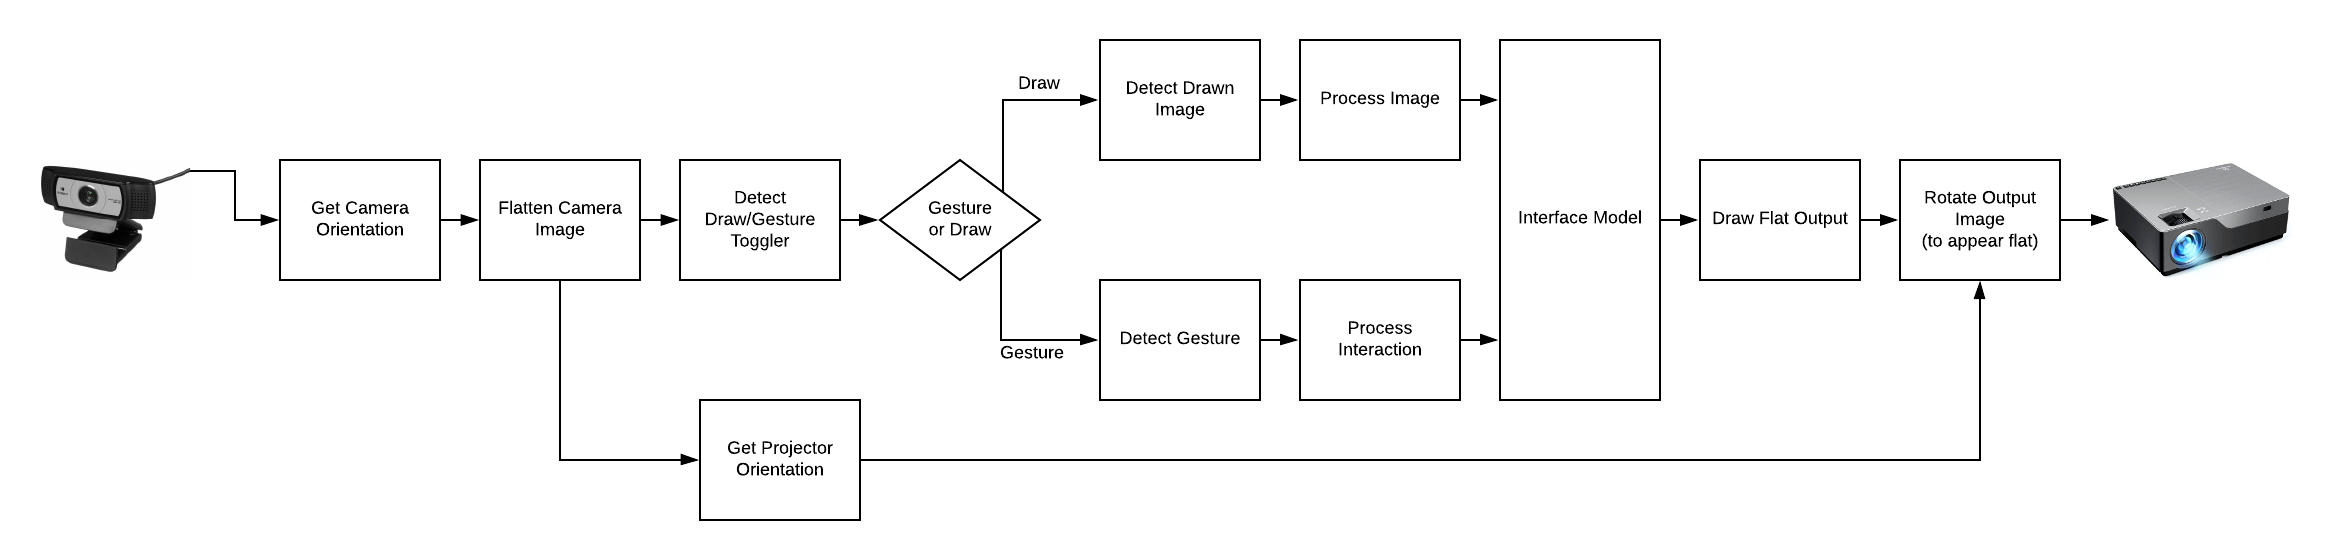 Get Camera
Orientation
Flatten Camera
Image
Detect
Draw/Gesture
Toggler
Gesture
or Draw
Draw
Detect Drawn
Image
Process Image
Gesture
Detect Gesture
Process
Interaction
Interface Model
Draw Flat Output
Rotate Output
Image
(to appear flat)
Get Projector
Orientation